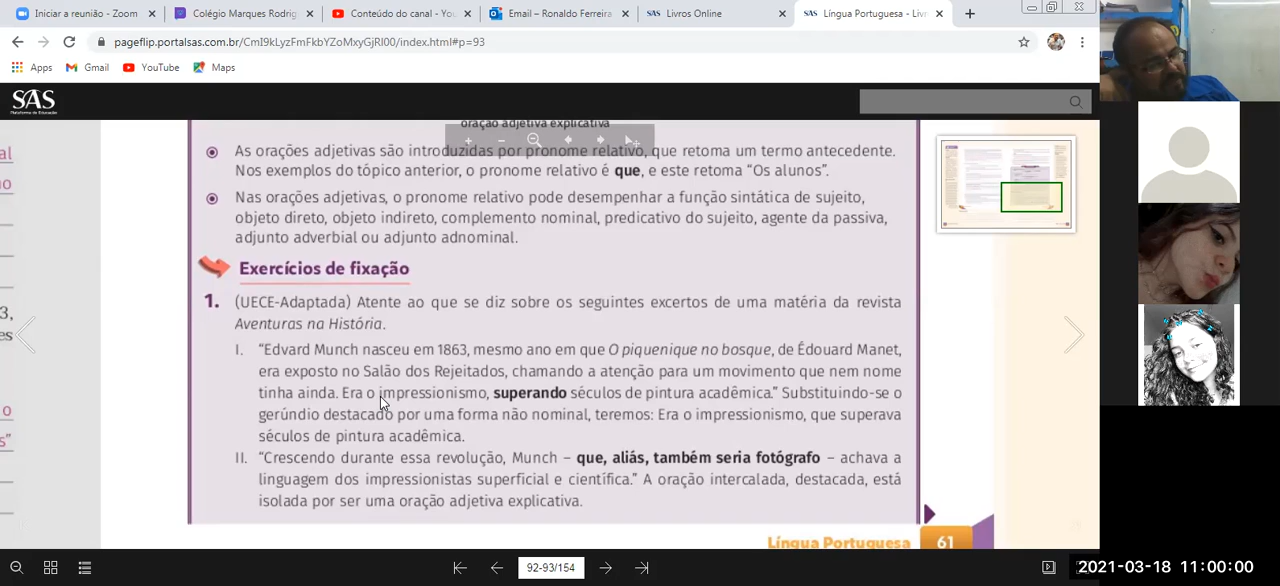 Iniciar a reunião - Zoom
Colégio Marques Rodrig
Conteúdo do canal - You
Email – Ronaldo Ferreira
SAS Livros Online
SAS Língua Portuguesa - Livr
pageflip.portalsas.com.br/CmI9kLyzFmFkbYZoMxyGjRI00/index.html#p=93
Apps Gmail YouTube Maps
SAS
Plataforma de Educação
oração adjetiva explicativa
As orações adjetivas são introduzidas por pronome relativo, que retoma um termo antecedente.
Nos exemplos do tópico anterior, o pronome relativo é que, e este retoma “Os alunos”.
Nas orações adjetivas, o pronome relativo pode desempenhar a função sintática de sujeito,
objeto direto, objeto indireto, complemento nominal, predicativo do sujeito, agente da passiva,
adjunto adverbial ou adjunto adnominal.
Exercícios de fixação
1. (UECE-Adaptada) Atente ao que se diz sobre os seguintes excertos de uma matéria da revista
Aventuras na História.
I. “Edvard Munch nasceu em 1863, mesmo ano em que O piquenique no bosque, de Édouard Manet,
era exposto no Salão dos Rejeitados, chamando a atenção para um movimento que nem nome
tinha ainda. Era o impressionismo, superando séculos de pintura acadêmica.” Substituindo-se o
gerúndio destacado por uma forma não nominal, teremos: Era o impressionismo, que superava
séculos de pintura acadêmica.
II. “Crescendo durante essa revolução, Munch – que, aliás, também seria fotógrafo – achava a
linguagem dos impressionistas superficial e científica.” A oração intercalada, destacada, está
isolada por ser uma oração adjetiva explicativa.
Língua Portuguesa 61
al
o
3,
es
o
s”
92-93/154
2021-03-18 11:00:00